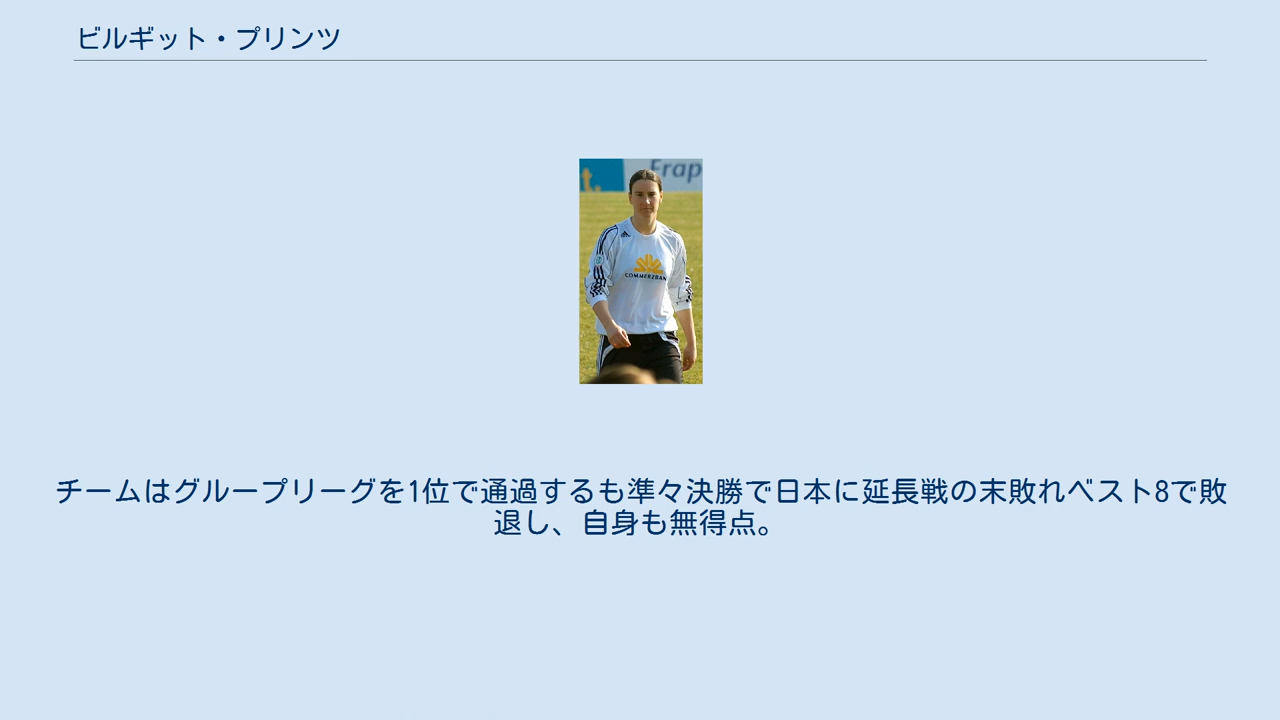 ビルギット・プリンツ
Frap
COMMERZBAN
チームはグループリーグを1位で通過するも準々決勝で日本に延長戦の末敗れベスト8で敗
退し、自身も無得点。